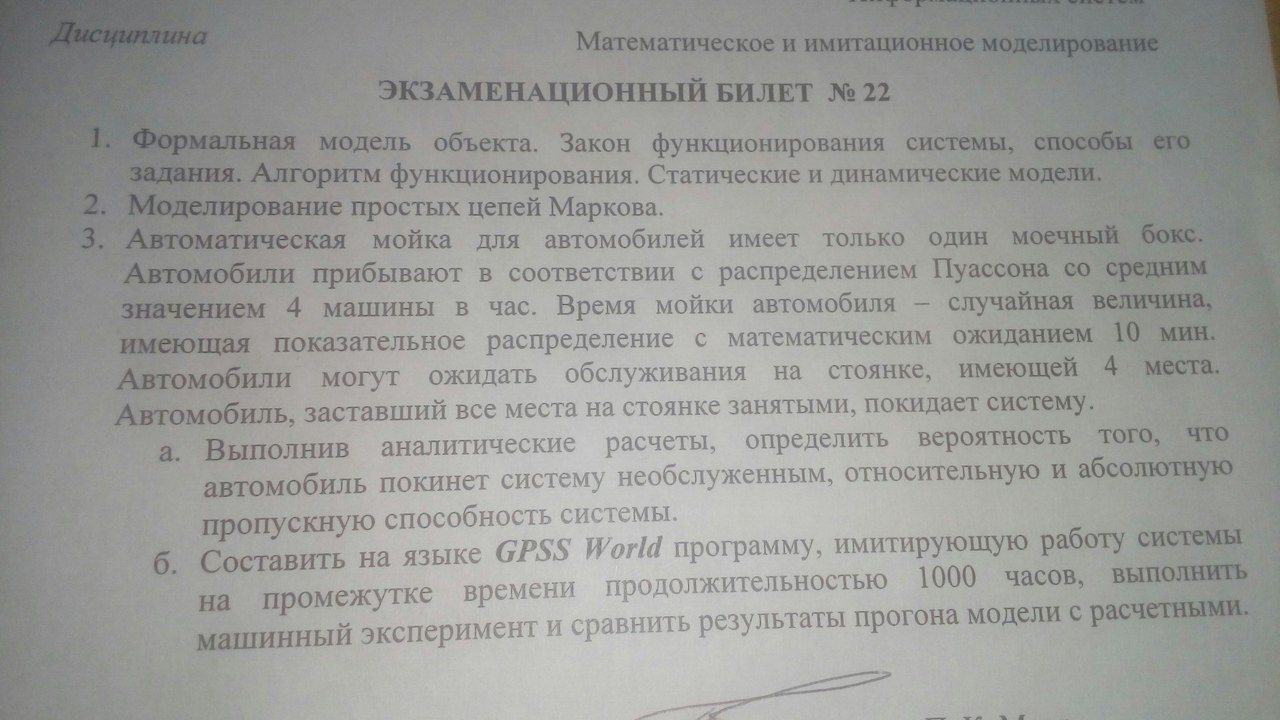 Дисциплина
Математическое и имитационное моделирование
ЭКЗАМЕНАЦИОННЫЙ БИЛЕТ № 22
1. Формальная модель объекта. Закон функционирования системы, способы его
задания. Алгоритм функционирования. Статические и динамические модели.
2. Моделирование простых цепей Маркова.
3. Автоматическая мойка для автомобилей имеет только один моечный бокс.
Автомобили прибывают в соответствии с распределением Пуассона со средним
значением 4 машины в час. Время мойки автомобиля – случайная величина,
имеющая показательное распределение с математическим ожиданием 10 мин.
Автомобили могут ожидать обслуживания на стоянке, имеющей 4 места.
Автомобиль, заставший все места на стоянке занятыми, покидает систему.
а. Выполнив аналитические расчеты, определить вероятность того, что
автомобиль покинет систему необслуженным, относительную и абсолютную
пропускную способность системы.
б. Составить на языке GPSS World программу, имитирующую работу системы
на промежутке времени продолжительностью 1000 часов, выполнить
машинный эксперимент и сравнить результаты прогона модели с расчетными.